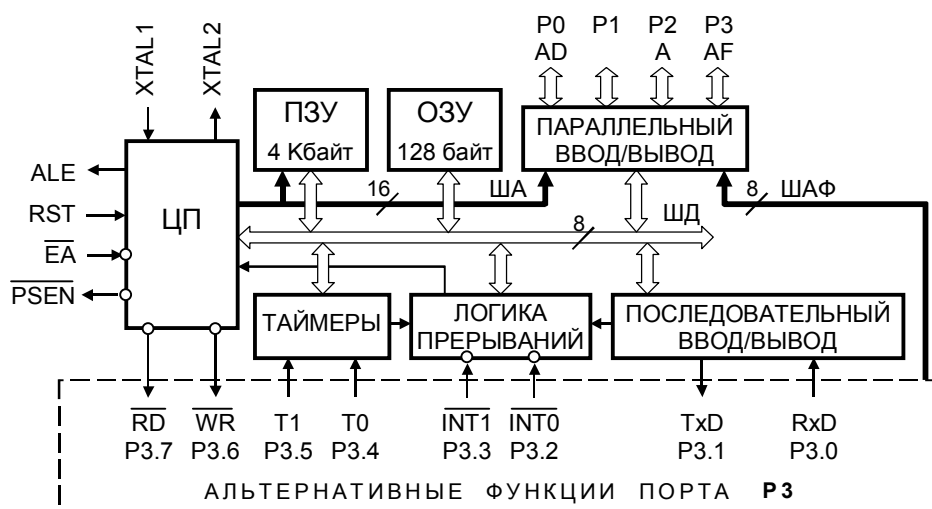 XTAL1
XTAL2
P0 P1 P2 P3
AD A AF
ПЗУ
4 Кбайт
ОЗУ
128 байт
ПАРАЛЛЕЛЬНЫЙ
ВВОД/ВЫВОД
ALE
RST
EA
PSEN
ЦП
16
ША
8
ШАФ
8
ШД
ТАЙМЕРЫ
ЛОГИКА
ПРЕРЫВАНИЙ
ПОСЛЕДОВАТЕЛЬНЫЙ
ВВОД/ВЫВОД
RD WR T1 T0 INT1 INT0 TxD RxD
P3.7 P3.6 P3.5 P3.4 P3.3 P3.2 P3.1 P3.0
АЛЬТЕРНАТИВНЫЕ ФУНКЦИИ ПОРТА P3